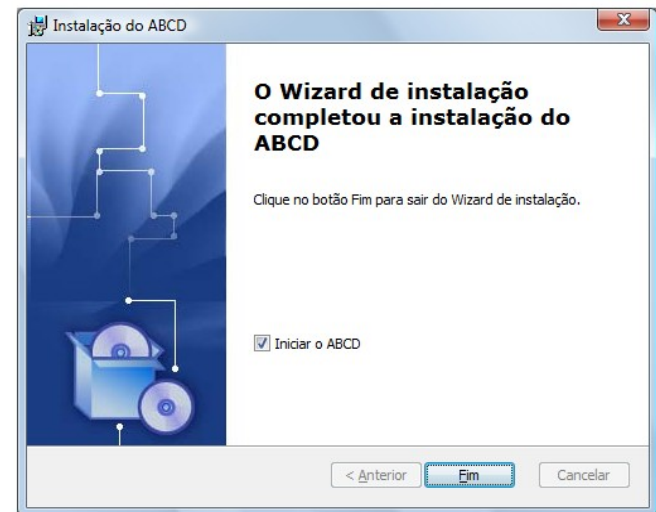 Instalação do ABCD
O Wizard de instalação
completou a instalação do
ABCD
Clique no botão Fim para sair do Wizard de instalação.
Iniciar o ABCD
< Anterior
Fim
Cancelar